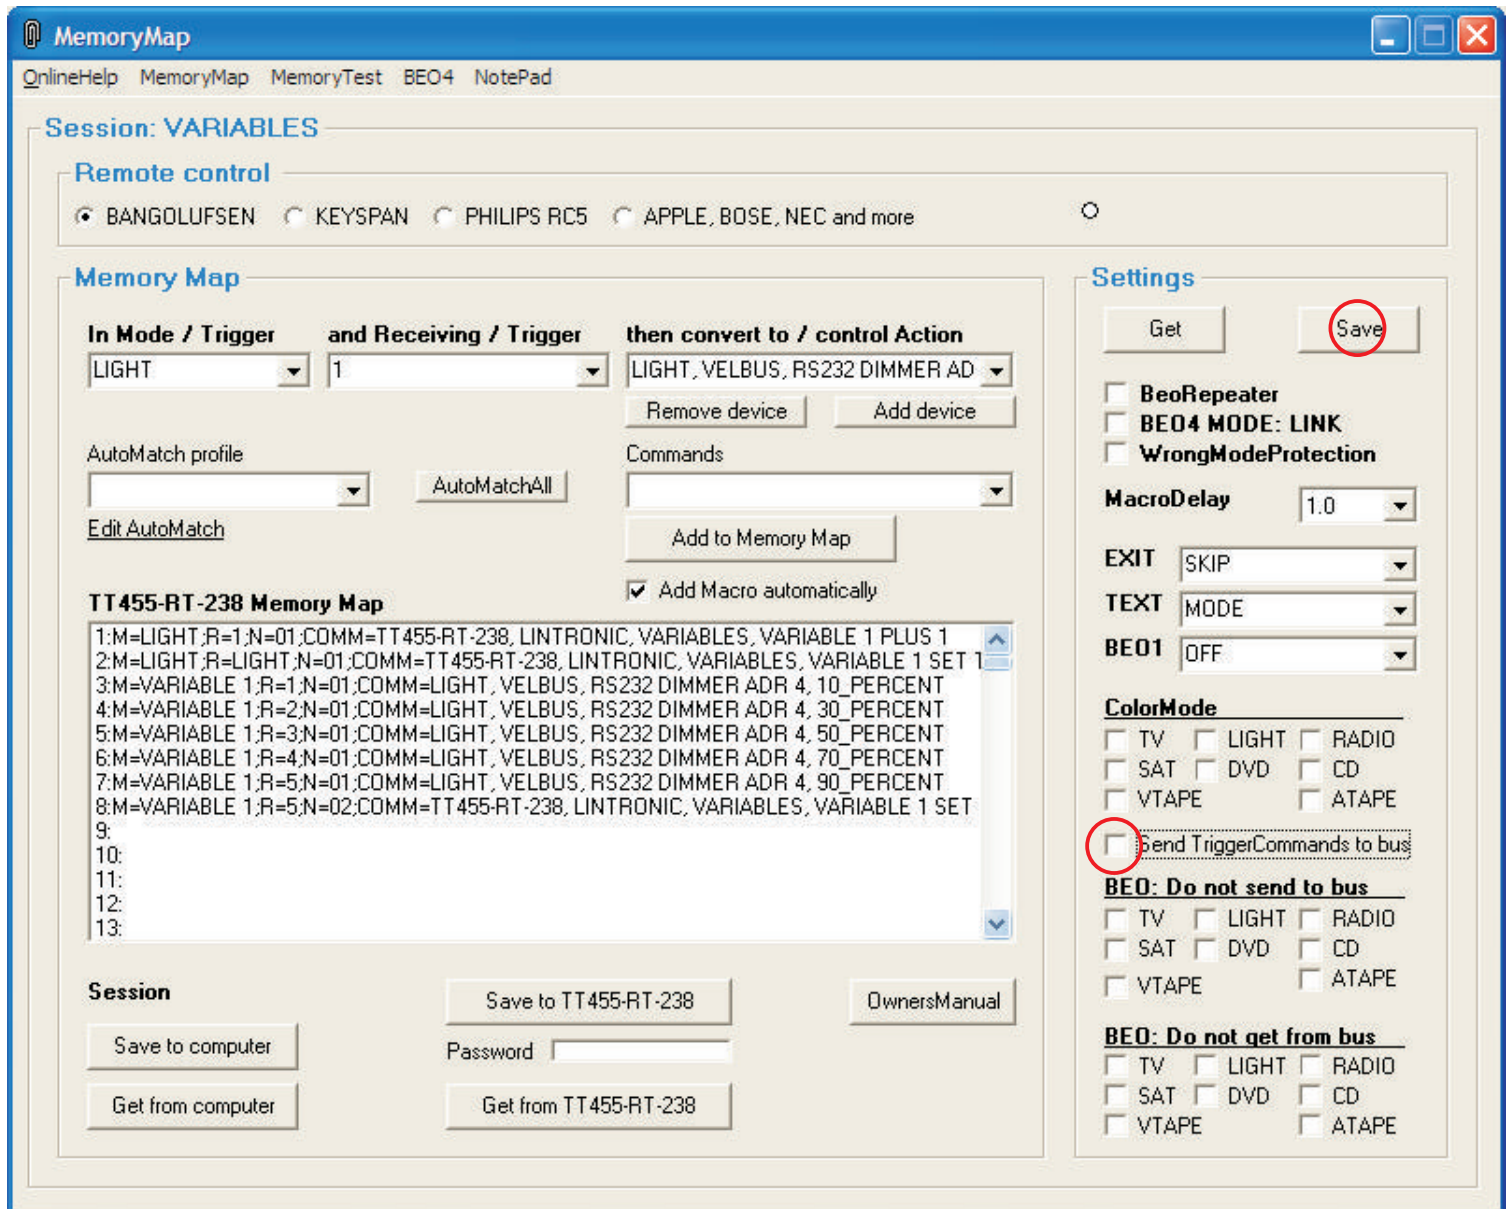 MemoryMap
OnlineHelp MemoryMap MemoryTest BEO4 NotePad
Session: VARIABLES
Remote control
BANGOLUFSEN KEYSPAN PHILIPS RC5 APPLE, BOSE, NEC and more
Memory Map
In Mode / Trigger and Receiving / Trigger then convert to / control Action
LIGHT 1 LIGHT, VELBUS, RS232 DIMMER AD
Remove device Add device
AutoMatch profile Commands
AutoMatchAll
Edit AutoMatch
Add to Memory Map
Add Macro automatically
TT455-RT-238 Memory Map
1:M=LIGHT;R=1;N=01;COMM=TT455-RT-238, LINTRONIC, VARIABLES, VARIABLE 1 PLUS 1
2:M=LIGHT;R=LIGHT;N=01;COMM=TT455-RT-238, LINTRONIC, VARIABLES, VARIABLE 1 SET 1
3:M=VARIABLE 1;R=1;N=01;COMM=LIGHT, VELBUS, RS232 DIMMER ADR 4, 10_PERCENT
4:M=VARIABLE 1;R=2;N=01;COMM=LIGHT, VELBUS, RS232 DIMMER ADR 4, 30_PERCENT
5:M=VARIABLE 1;R=3;N=01;COMM=LIGHT, VELBUS, RS232 DIMMER ADR 4, 50_PERCENT
6:M=VARIABLE 1;R=4;N=01;COMM=LIGHT, VELBUS, RS232 DIMMER ADR 4, 70_PERCENT
7:M=VARIABLE 1;R=5;N=01;COMM=LIGHT, VELBUS, RS232 DIMMER ADR 4, 90_PERCENT
8:M=VARIABLE 1;R=5;N=02;COMM=TT455-RT-238, LINTRONIC, VARIABLES, VARIABLE 1 SET
9:
10:
11:
12:
13:
Session
Save to TT455-RT-238 OwnersManual
Save to computer
Password
Get from computer Get from TT455-RT-238
Settings
Get Save
BeoRepeater
BEO4 MODE: LINK
WrongModeProtection
MacroDelay 1.0
EXIT SKIP
TEXT MODE
BEO1 OFF
ColorMode
TV LIGHT RADIO
SAT DVD CD
VTAPE ATAPE
Send TriggerCommands to bus
BEO: Do not send to bus
TV LIGHT RADIO
SAT DVD CD
VTAPE ATAPE
BEO: Do not get from bus
TV LIGHT RADIO
SAT DVD CD
VTAPE ATAPE